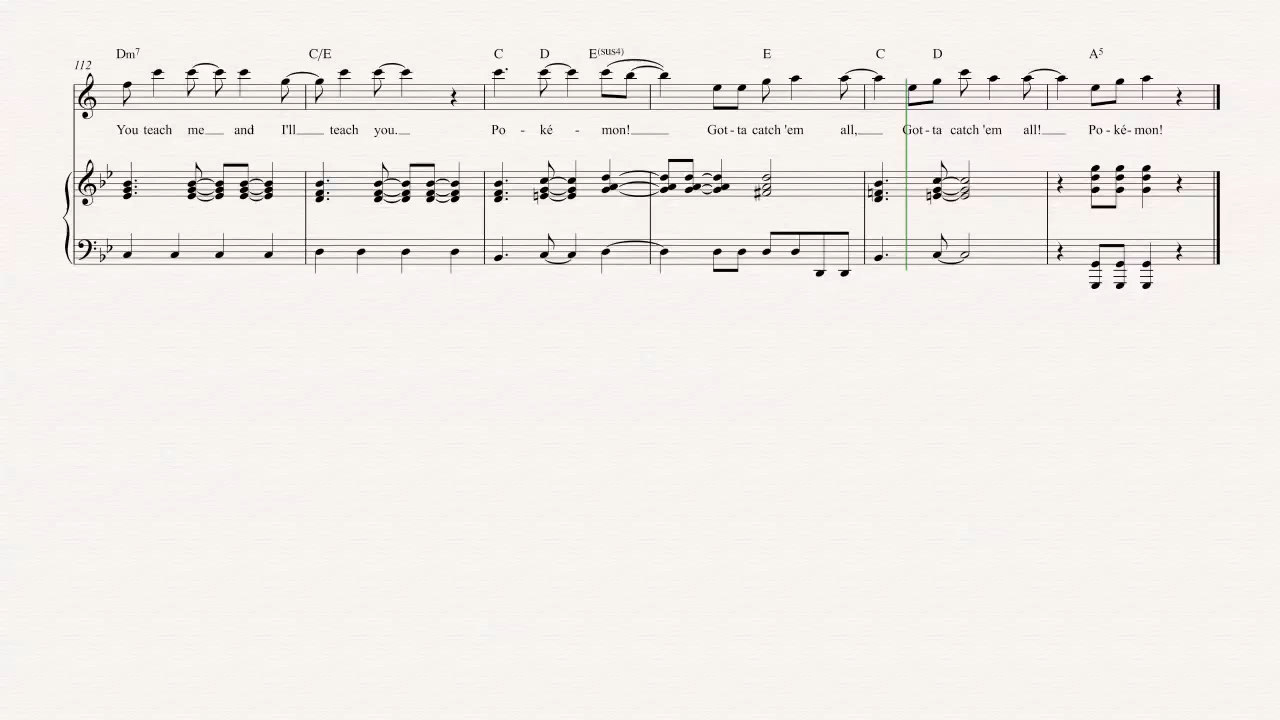 Dm7 C/E C D E(sus4) E C D A5
112
You teach me and I'll teach you. Po - ké - mon! Got - ta catch 'em all, Got - ta catch 'em all! Po - ké - mon!